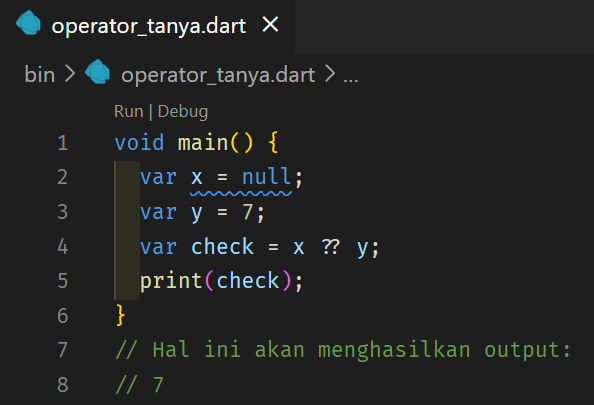 operator_tanya.dart ×
bin > operator_tanya.dart > ...
Run | Debug
1 void main() {
2 var x = null;
3 var y = 7;
4 var check = x ?? y;
5 print(check);
6 }
7 // Hal ini akan menghasilkan output:
8 // 7